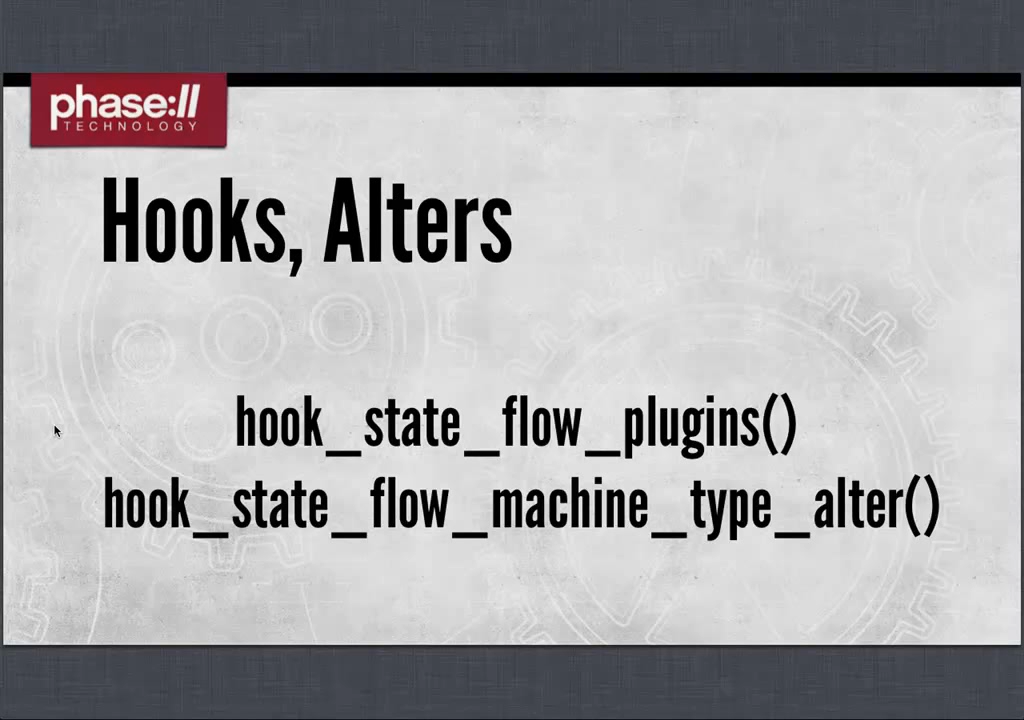 phase://
TECHNOLOGY
Hooks, Alters
hook_state_flow_plugins()
hook_state_flow_machine_type_alter()